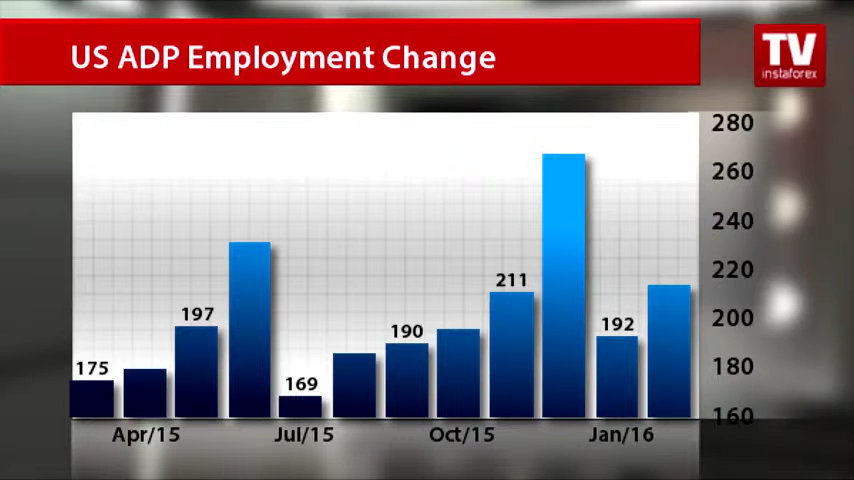 US ADP Employment Change
TV
instaforex
280
260
240
220
200
180
160
175
197
169
190
211
192
Apr/15
Jul/15
Oct/15
Jan/16